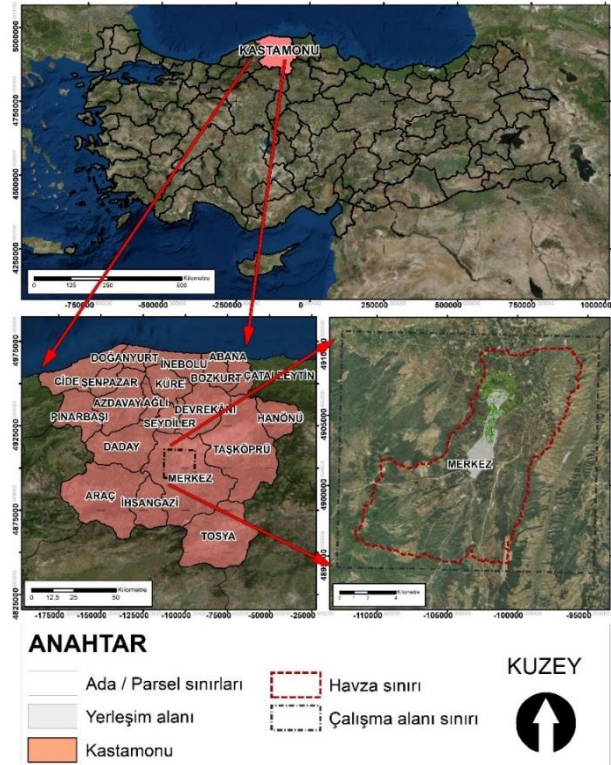 KASTAMONU
5000000
4750000
4500000
4250000
0 125 250 500
Kilometre
-750000 -500000 -250000 0 250000 500000 750000 1000000
4975000
4925000
4875000
4825000
DOĞANYURT
İNEBOLU
ABANA
CİDE
ŞENPAZAR
KÜRE
BOZKURT
ÇATALZEYTİN
AZDAVAY
AĞLI
DEVREKANİ
PINARBAŞI
SEYDİLER
HANÖNÜ
DADAY
TAŞKÖPRÜ
MERKEZ
ARAÇ
İHSANGAZİ
TOSYA
0 12.5 25 50
Kilometre
-175000 -150000 -125000 -100000 -75000 -50000 -25000
4905000
4900000
MERKEZ
Kilometre
-110000 -105000 -100000 -95000
ANAHTAR
KUZEY
Ada / Parsel sınırları
Havza sınırı
Yerleşim alanı
Çalışma alanı sınırı
Kastamonu